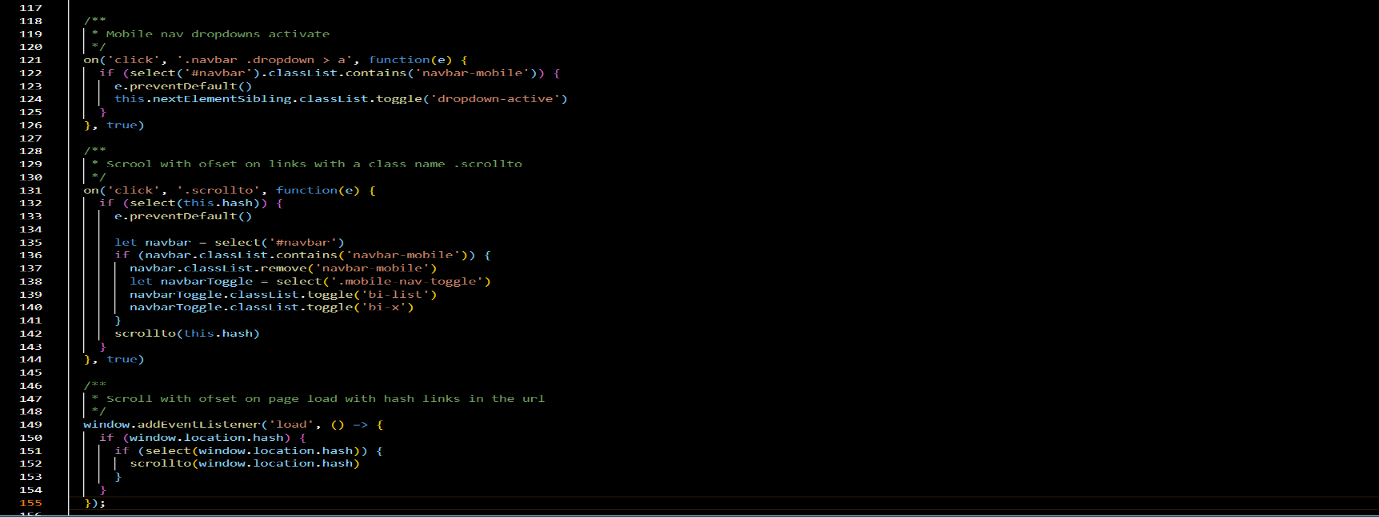 117
118 /**
119 * Mobile nav dropdowns activate
120 */
121 on('click', '.navbar .dropdown > a', function(e) {
122 if (select('#navbar').classList.contains('navbar-mobile')) {
123 e.preventDefault()
124 this.nextElementSibling.classList.toggle('dropdown-active')
125 }
126 }, true)
127
128 /**
129 * Scrool with ofset on links with a class name .scrollto
130 */
131 on('click', '.scrollto', function(e) {
132 if (select(this.hash)) {
133 e.preventDefault()
134
135 let navbar = select('#navbar')
136 if (navbar.classList.contains('navbar-mobile')) {
137 navbar.classList.remove('navbar-mobile')
138 let navbarToggle = select('.mobile-nav-toggle')
139 navbarToggle.classList.toggle('bi-list')
140 navbarToggle.classList.toggle('bi-x')
141 }
142 scrollto(this.hash)
143 }
144 }, true)
145
146 /**
147 * Scroll with ofset on page load with hash links in the url
148 */
149 window.addEventListener('load', () => {
150 if (window.location.hash) {
151 if (select(window.location.hash)) {
152 scrollto(window.location.hash)
153 }
154 }
155 });